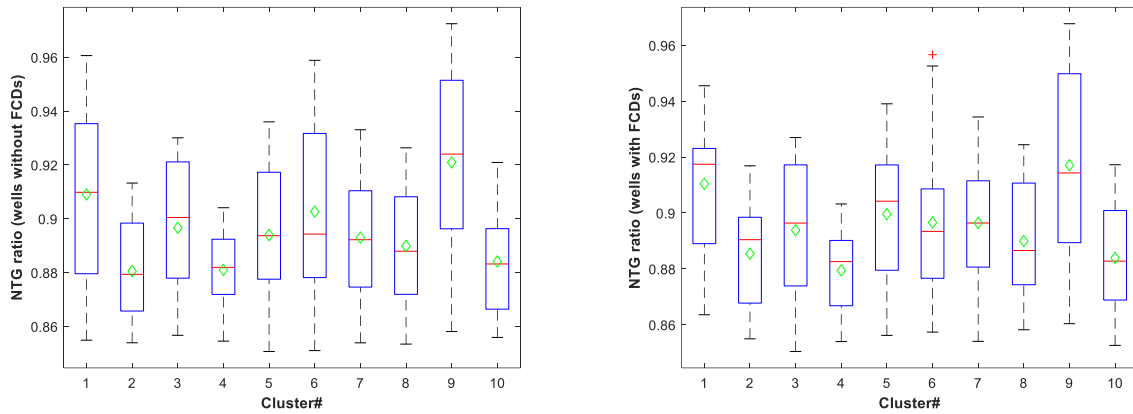 NTG ratio (wells without FCDs)
0.96
0.94
0.92
0.9
0.88
0.86
1 2 3 4 5 6 7 8 9 10
Cluster#
NTG ratio (wells with FCDs)
0.96
0.94
0.92
0.9
0.88
0.86
1 2 3 4 5 6 7 8 9 10
Cluster#